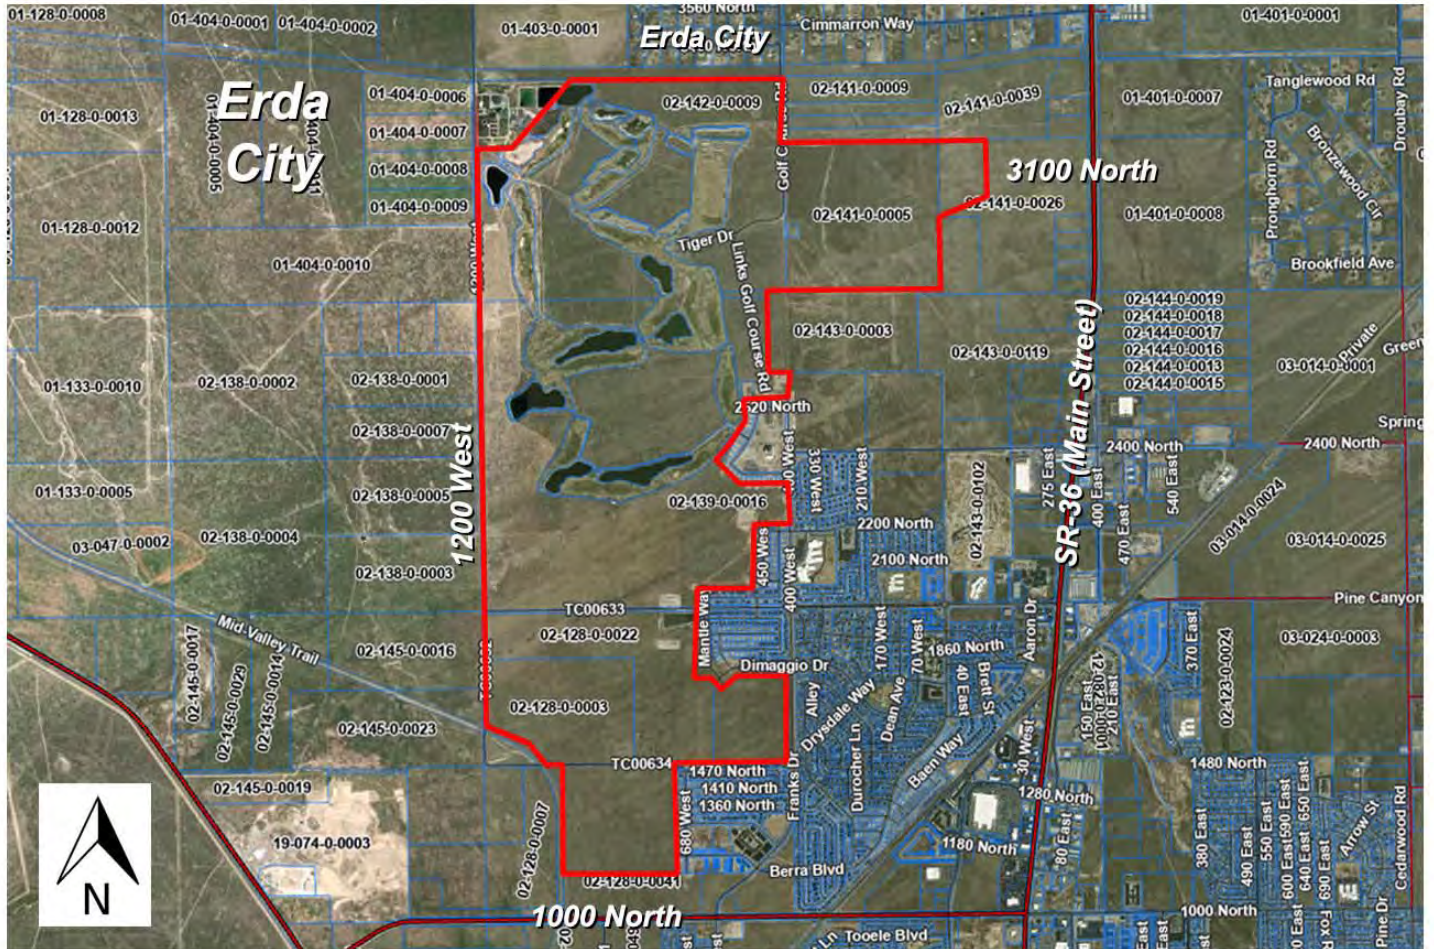 01-128-0-0008
01-404-0-0001
01-404-0-0002
01-403-0-0001
3560 North
Erda City
Cimmarron Way
01-401-0-0001
Erda
City
01-128-0-0013
01-404-0-0005
01-404-0-0006
01-404-0-0007
01-404-0-0008
01-404-0-0009
02-142-0-0009
02-141-0-0009
02-141-0-0039
01-401-0-0007
Tanglewood Rd
Droubay Rd
Bronzewood Cir
Pronghorn Rd
3100 North
02-141-0-0026
02-141-0-0005
01-401-0-0008
01-128-0-0012
01-404-0-0010
Tiger Dr
Links Golf Course Rd
Brookfield Ave
02-144-0-0019
02-144-0-0018
02-144-0-0017
02-144-0-0016
02-144-0-0013
02-144-0-0015
02-143-0-0003
02-143-0-0119
SR-36 (Main Street)
Private
03-014-0-0001
Green
01-133-0-0010
02-138-0-0002
02-138-0-0001
02-138-0-0007
2520 North
1200 West
2400 North
2400 North
Spring
01-133-0-0005
02-138-0-0005
02-139-0-0016
330 West
210 West
02-143-0-0102
275 East
400 East
540 East
470 East
03-014-0-0024
03-047-0-0002
02-138-0-0004
02-138-0-0003
2200 North
2100 North
450 Wes
400 West
03-014-0-0025
TC00633
Pine Canyon
Mid-Valley Trail
02-128-0-0022
Mantle Way
Dimaggio Dr
170 West
70 West
1860 North
Aaron Dr
370 East
03-024-0-0003
02-145-0-0017
02-145-0-0029
02-145-0-0014
02-145-0-0016
02-128-0-0003
Alley
Drysdale Way
Dean Ave
40 East
Brett St
150 East
210 East
02-123-0-0024
02-145-0-0023
TC00634
1470 North
1410 North
1360 North
Franks Dr
Durocher Ln
Baen Way
30 West
1280 North
1480 North
02-145-0-0019
19-074-0-0003
02-128-0-0007
680 West
1180 North
80 East
380 East
490 East
550 East
590 East
650 East
600 East
640 East
690 East
Arrow St
Cedarwood Rd
02-128-0-0041
Berra Blvd
N
1000 North
Tooele Blvd
1000 North
Pine Dr